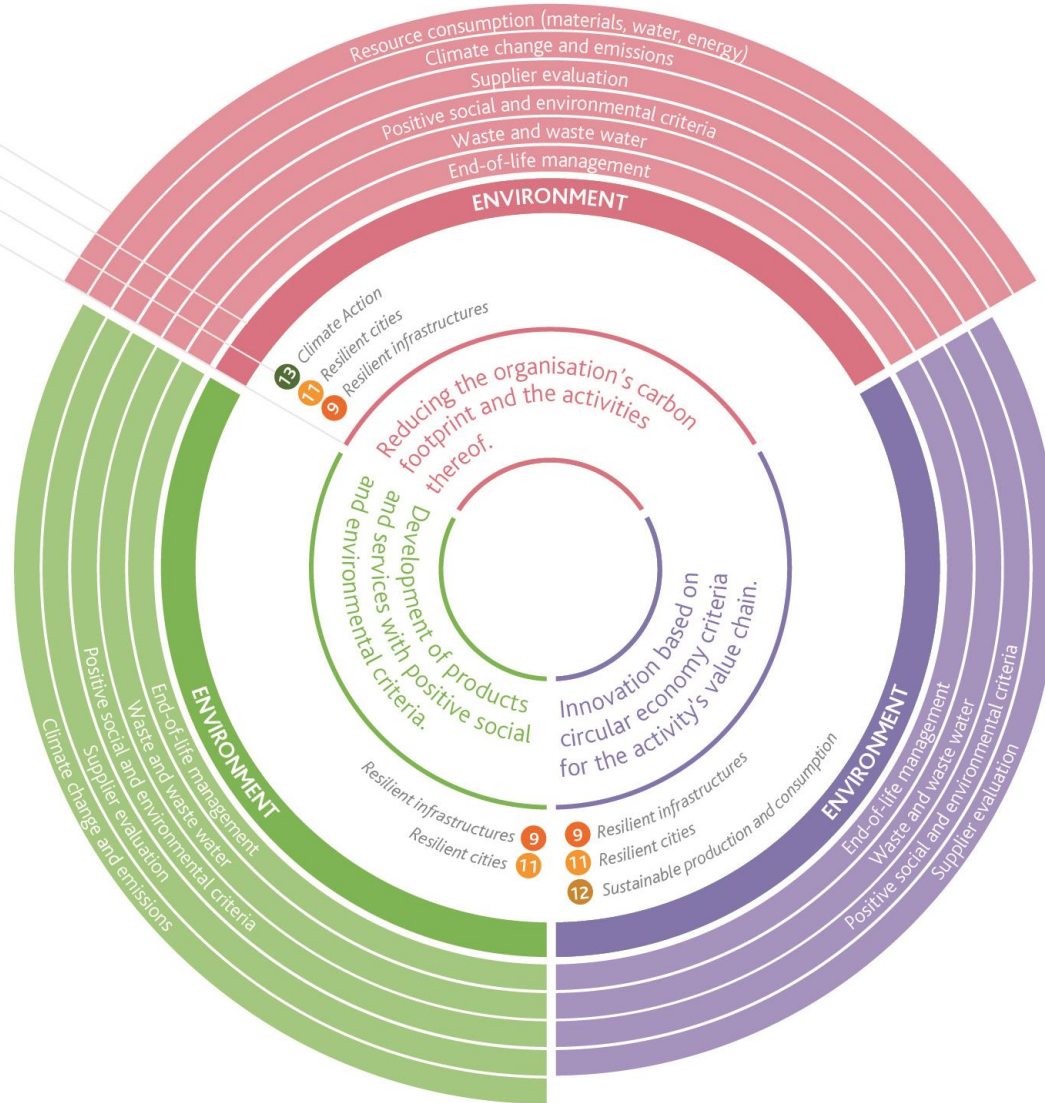 Resource consumption (materials, water, energy)
Climate change and emissions
Supplier evaluation
Positive social and environmental criteria
Waste and waste water
End-of-life management
ENVIRONMENT
13 Climate Action
11 Resilient cities
9 Resilient infrastructures
Reducing the organisation's carbon
footprint and the activities
thereof.
Development of products
and services with positive social
and environmental criteria.
Innovation based on
circular economy criteria
for the activity's value chain.
Resilient infrastructures 9
Resilient cities 11
9 Resilient infrastructures
11 Resilient cities
12 Sustainable production and consumption
ENVIRONMENT
End-of-life management
Waste and waste water
Positive social and environmental criteria
Supplier evaluation
Climate change and emissions
ENVIRONMENT
End-of-life management
Waste and waste water
Positive social and environmental criteria
Supplier evaluation